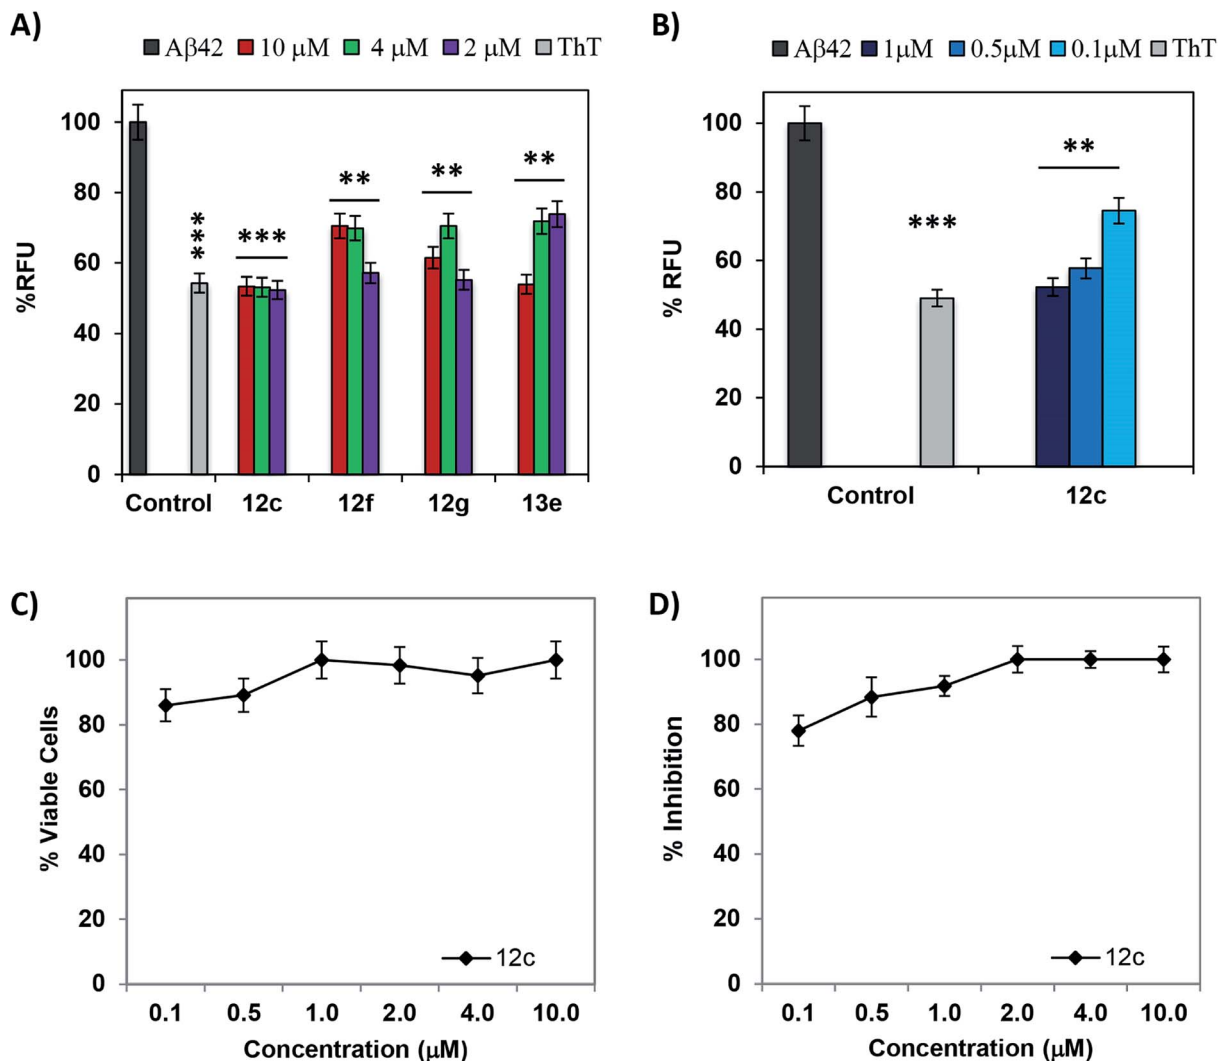 A)
Aβ42 10 μM 4 μM 2 μM ThT
%RFU
100
80
60
40
20
0
***
***
**
**
**
Control 12c 12f 12g 13e
B)
Aβ42 1μM 0.5μM 0.1μM ThT
% RFU
100
80
60
40
20
0
***
**
Control 12c
C)
% Viable Cells
100
80
60
40
20
0
12c
0.1 0.5 1.0 2.0 4.0 10.0
Concentration (μM)
D)
% Inhibition
100
80
60
40
20
0
12c
0.1 0.5 1.0 2.0 4.0 10.0
Concentration (μM)